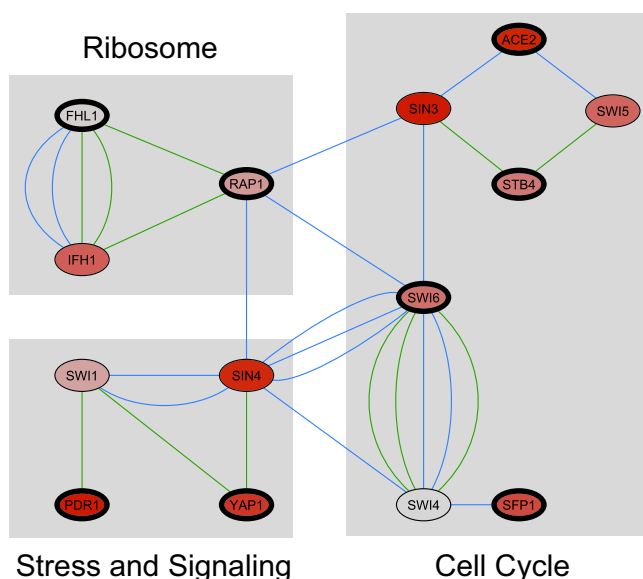 Ribosome
ACE2
FHL1
SIN3
SWI5
RAP1
STB4
IFH1
SWI6
SWI1
SIN4
PDR1
YAP1
SWI4
SFP1
Stress and Signaling
Cell Cycle